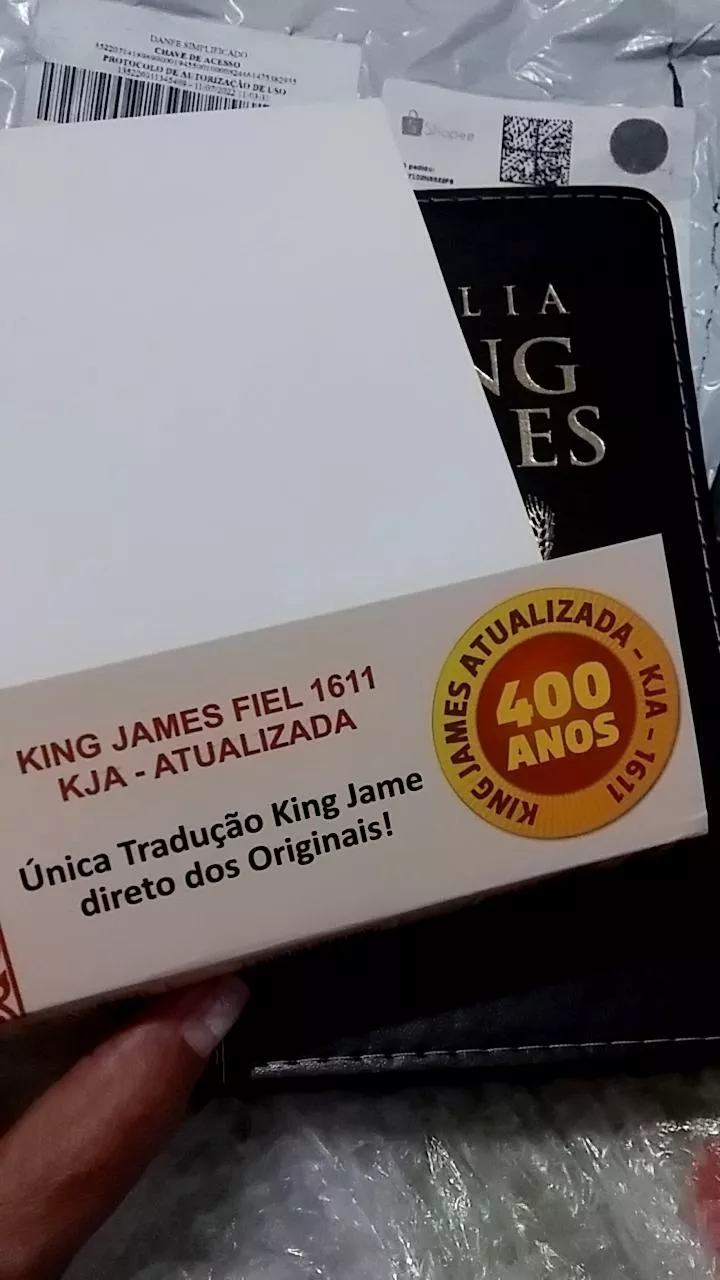 DANFE SIMPLIFICADO
CHAVE DE ACESSO
PROTOCOLO DE AUTORIZAÇÃO DE USO
Shopee
LIA
NG
ES
KING JAMES FIEL 1611
KJA - ATUALIZADA
Única Tradução King Jame
direto dos Originais!
KING JAMES ATUALIZADA - KJA - 1611
400
ANOS